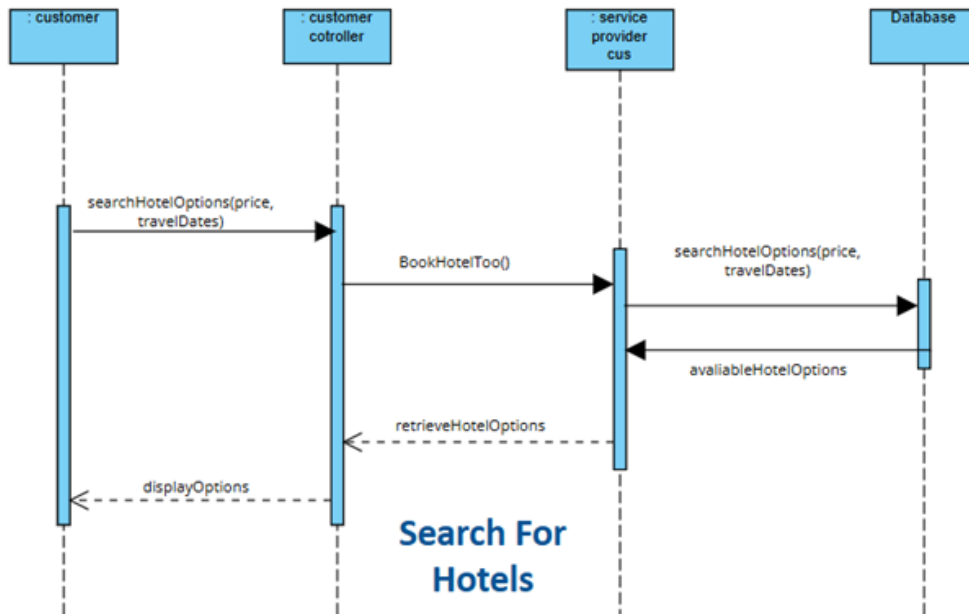 : customer
: customer
cotroller
: service
provider
cus
Database
searchHotelOptions(price,
travelDates)
BookHotelToo()
searchHotelOptions(price,
travelDates)
avaliableHotelOptions
retrieveHotelOptions
displayOptions
Search For
Hotels